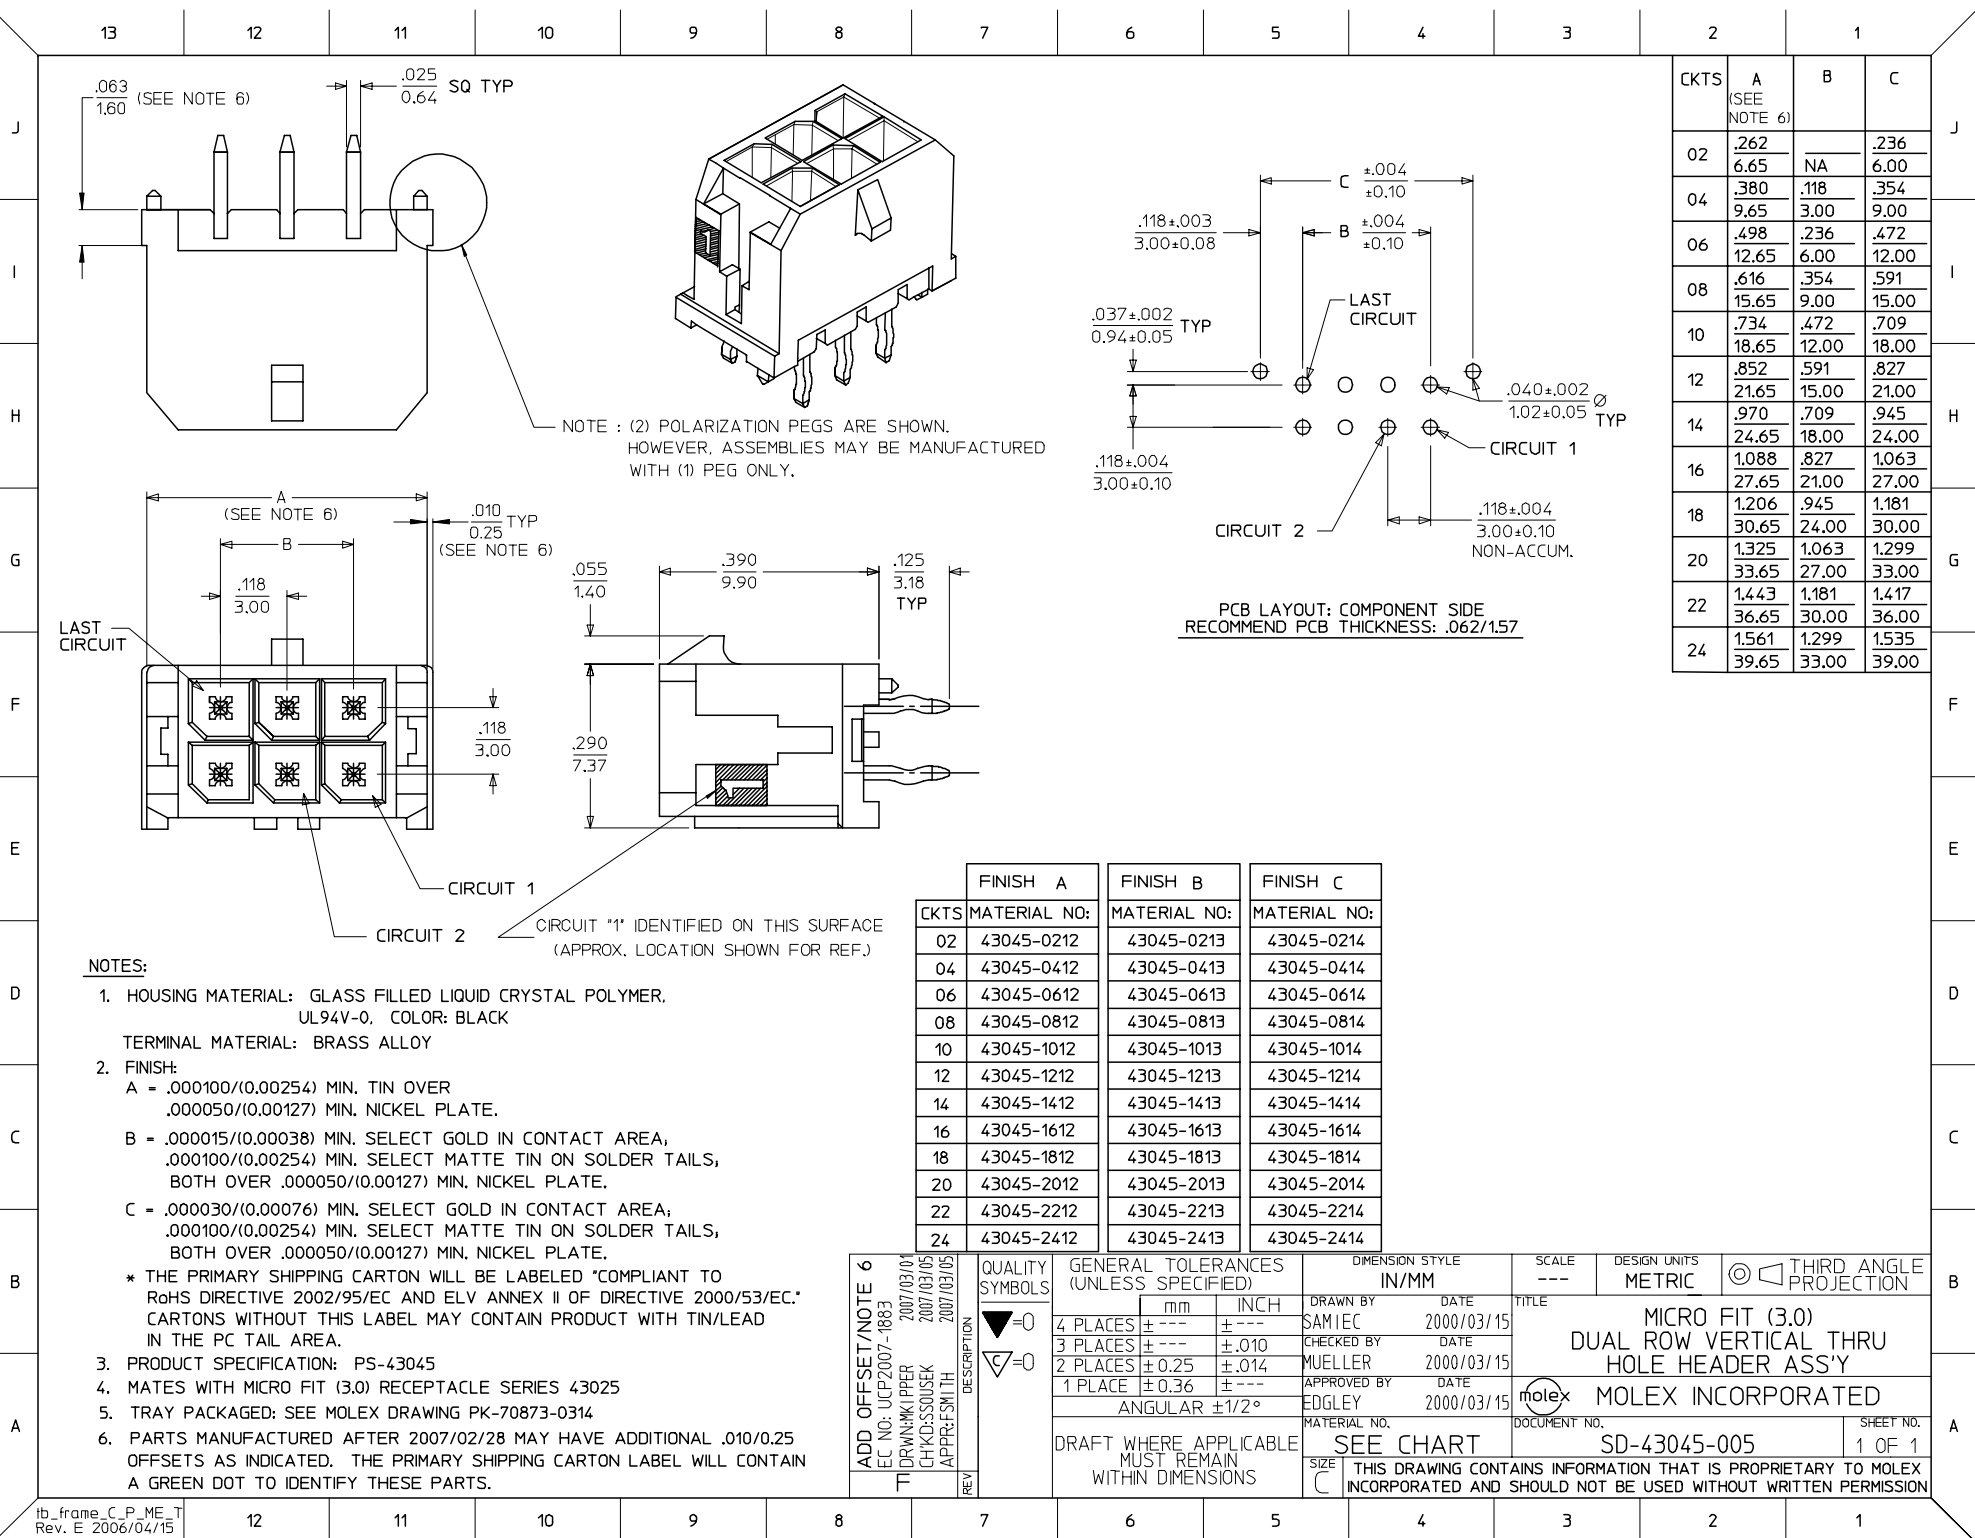 13 12 11 10 9 8 7 6 5 4 3 2 1
J
I
H
G
F
E
D
C
B
A
.063
1.60
(SEE NOTE 6)
.025
0.64
SQ TYP
NOTE : (2) POLARIZATION PEGS ARE SHOWN.
HOWEVER, ASSEMBLIES MAY BE MANUFACTURED
WITH (1) PEG ONLY.
1
C ±.004
±0.10
.118±.003
3.00±0.08
B ±.004
±0.10
LAST
CIRCUIT
.037±.002
0.94±0.05
TYP
.040±.002
1.02±0.05
Ø
TYP
CIRCUIT 1
.118±.004
3.00±0.10
CIRCUIT 2
.118±.004
3.00±0.10
NON-ACCUM.
PCB LAYOUT: COMPONENT SIDE
RECOMMEND PCB THICKNESS: .062/1.57
CKTS A B C
(SEE
NOTE 6)
02 .262 .236
6.65 NA 6.00
04 .380 .118 .354
9.65 3.00 9.00
06 .498 .236 .472
12.65 6.00 12.00
08 .616 .354 .591
15.65 9.00 15.00
10 .734 .472 .709
18.65 12.00 18.00
12 .852 .591 .827
21.65 15.00 21.00
14 .970 .709 .945
24.65 18.00 24.00
16 1.088 .827 1.063
27.65 21.00 27.00
18 1.206 .945 1.181
30.65 24.00 30.00
20 1.325 1.063 1.299
33.65 27.00 33.00
22 1.443 1.181 1.417
36.65 30.00 36.00
24 1.561 1.299 1.535
39.65 33.00 39.00
A
(SEE NOTE 6)
.010
0.25
TYP
(SEE NOTE 6)
B
.118
3.00
LAST
CIRCUIT
.118
3.00
CIRCUIT 1
CIRCUIT 2
.055
1.40
.390
9.90
.125
3.18
TYP
.290
7.37
1
CIRCUIT "1" IDENTIFIED ON THIS SURFACE
(APPROX. LOCATION SHOWN FOR REF.)
NOTES:
1. HOUSING MATERIAL: GLASS FILLED LIQUID CRYSTAL POLYMER,
UL94V-0, COLOR: BLACK
TERMINAL MATERIAL: BRASS ALLOY
2. FINISH:
A = .000100/(0.00254) MIN. TIN OVER
.000050/(0.00127) MIN. NICKEL PLATE.
B = .000015/(0.00038) MIN. SELECT GOLD IN CONTACT AREA;
.000100/(0.00254) MIN. SELECT MATTE TIN ON SOLDER TAILS;
BOTH OVER .000050/(0.00127) MIN. NICKEL PLATE.
C = .000030/(0.00076) MIN. SELECT GOLD IN CONTACT AREA;
.000100/(0.00254) MIN. SELECT MATTE TIN ON SOLDER TAILS;
BOTH OVER .000050/(0.00127) MIN. NICKEL PLATE.
* THE PRIMARY SHIPPING CARTON WILL BE LABELED "COMPLIANT TO
RoHS DIRECTIVE 2002/95/EC AND ELV ANNEX II OF DIRECTIVE 2000/53/EC."
CARTONS WITHOUT THIS LABEL MAY CONTAIN PRODUCT WITH TIN/LEAD
IN THE PC TAIL AREA.
3. PRODUCT SPECIFICATION: PS-43045
4. MATES WITH MICRO FIT (3.0) RECEPTACLE SERIES 43025
5. TRAY PACKAGED: SEE MOLEX DRAWING PK-70873-0314
6. PARTS MANUFACTURED AFTER 2007/02/28 MAY HAVE ADDITIONAL .010/0.25
OFFSETS AS INDICATED. THE PRIMARY SHIPPING CARTON LABEL WILL CONTAIN
A GREEN DOT TO IDENTIFY THESE PARTS.
FINISH A FINISH B FINISH C
CKTS MATERIAL NO: MATERIAL NO: MATERIAL NO:
02 43045-0212 43045-0213 43045-0214
04 43045-0412 43045-0413 43045-0414
06 43045-0612 43045-0613 43045-0614
08 43045-0812 43045-0813 43045-0814
10 43045-1012 43045-1013 43045-1014
12 43045-1212 43045-1213 43045-1214
14 43045-1412 43045-1413 43045-1414
16 43045-1612 43045-1613 43045-1614
18 43045-1812 43045-1813 43045-1814
20 43045-2012 43045-2013 43045-2014
22 43045-2212 43045-2213 43045-2214
24 43045-2412 43045-2413 43045-2414
ADD OFFSET/NOTE 6
EC NO: UCP2007-1883
DRWN:MKIPPER 2007/03/01
CH'KD:SSOUSEK 2007/03/05
APPR:FSMITH 2007/03/05
F
REV DESCRIPTION
QUALITY
SYMBOLS
=0
C =0
GENERAL TOLERANCES
(UNLESS SPECIFIED)
mm INCH
4 PLACES ±--- ±---
3 PLACES ±--- ±.010
2 PLACES ±0.25 ±.014
1 PLACE ±0.36 ±---
ANGULAR ±1/2°
DRAFT WHERE APPLICABLE
MUST REMAIN
WITHIN DIMENSIONS
DIMENSION STYLE
IN/MM
SCALE
---
DESIGN UNITS
METRIC
THIRD ANGLE
PROJECTION
DRAWN BY DATE
SAMIEC 2000/03/15
CHECKED BY DATE
MUELLER 2000/03/15
APPROVED BY DATE
EDGLEY 2000/03/15
TITLE
MICRO FIT (3.0)
DUAL ROW VERTICAL THRU
HOLE HEADER ASS'Y
molex MOLEX INCORPORATED
MATERIAL NO.
SEE CHART
DOCUMENT NO.
SD-43045-005
SHEET NO.
1 OF 1
SIZE
C
THIS DRAWING CONTAINS INFORMATION THAT IS PROPRIETARY TO MOLEX
INCORPORATED AND SHOULD NOT BE USED WITHOUT WRITTEN PERMISSION
J
I
H
G
F
E
D
C
B
A
tb_frame_C_P_ME_T
Rev. E 2006/04/15
12 11 10 9 8 7 6 5 4 3 2 1